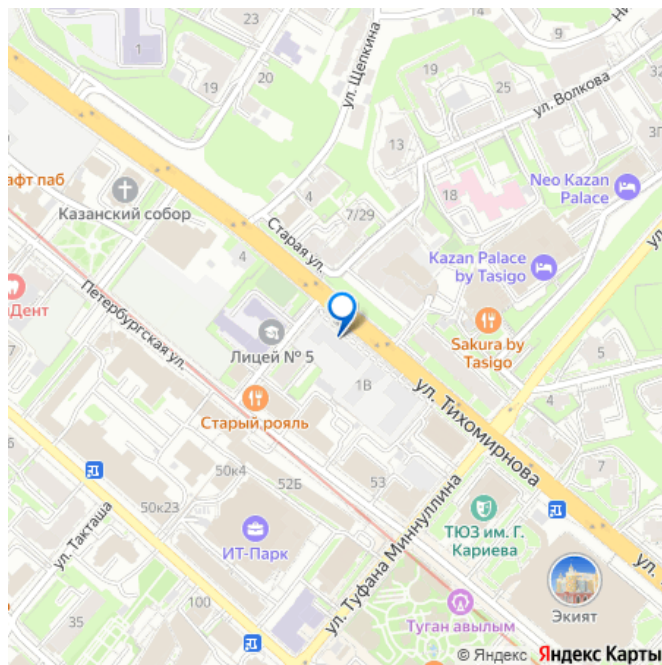 1
19
20
ул. Щепкина
19
25
32
ул. Волкова
13
афт паб
Казанский собор
4
7/29
18
Neo Kazan
Palace
Старая ул.
4
Kazan Palace
by Tasigo
Петербургская ул.
Лицей № 5
Sakura by
Tasigo
5
1В
4
ул. Тихомирнова
Старый рояль
7
50к4
52Б
53
50к23
7
ул. Такташа
ИТ-Парк
ТЮЗ им. Г.
Кариева
ул. Туфана Миннуллина
ул.
Экият
35
100
Туган авылым
© Яндекс Яндекс Карты